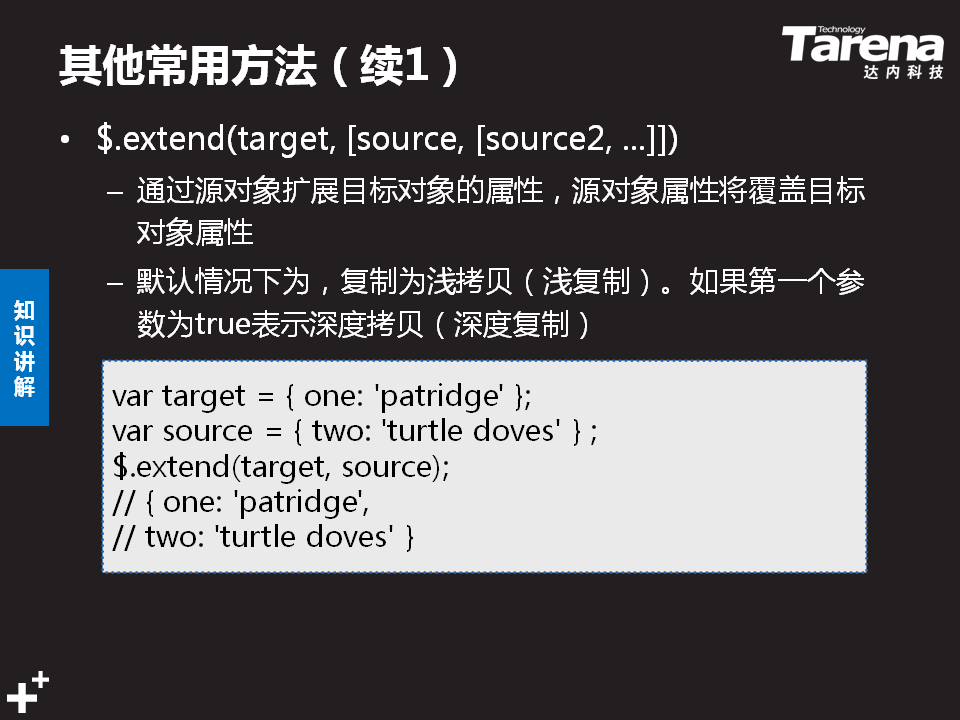 其他常用方法（续1）
Technology
Tarena
达内科技
• $.extend(target, [source, [source2, ...]])
– 通过源对象扩展目标对象的属性，源对象属性将覆盖目标
对象属性
– 默认情况下为，复制为浅拷贝（浅复制）。如果第一个参
数为true表示深度拷贝（深度复制）
知识讲解
var target = { one: 'patridge' };
var source = { two: 'turtle doves' } ;
$.extend(target, source);
// { one: 'patridge',
// two: 'turtle doves' }